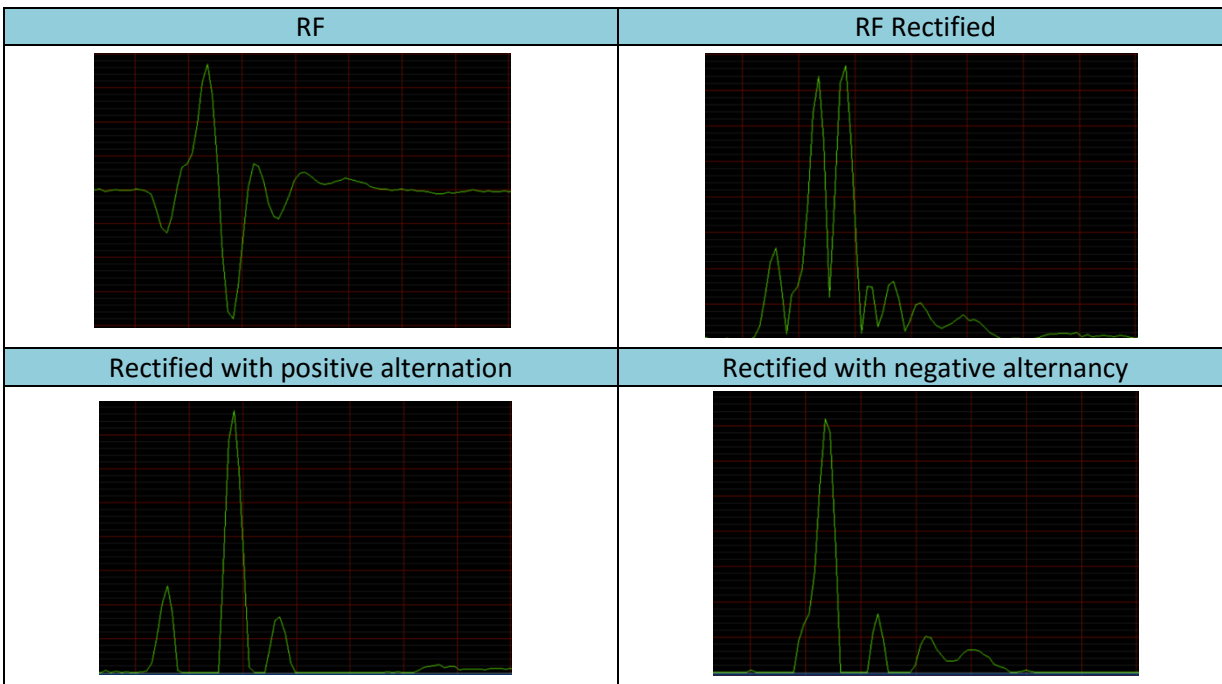 RF
RF Rectified
Rectified with positive alternation
Rectified with negative alternancy